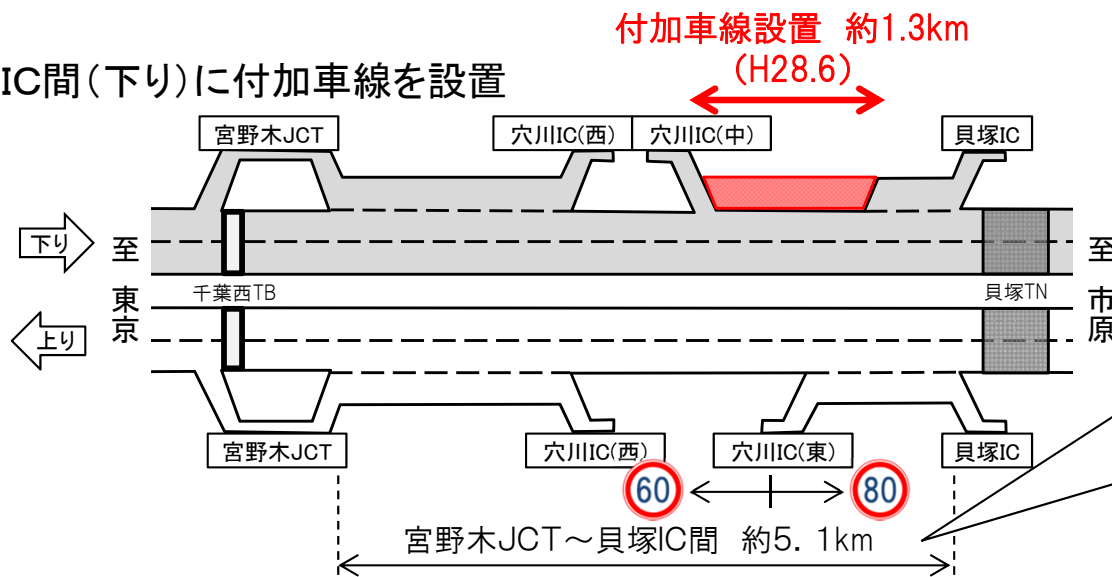 付加車線設置 約1.3km
(H28.6)
IC間(下り)に付加車線を設置
宮野木JCT
穴川IC(西)
穴川IC(中)
貝塚IC
下り
至
東京
千葉西TB
貝塚TN
至
市原
上り
宮野木JCT
穴川IC(西)
穴川IC(東)
貝塚IC
60
80
宮野木JCT～貝塚IC間 約5．1km